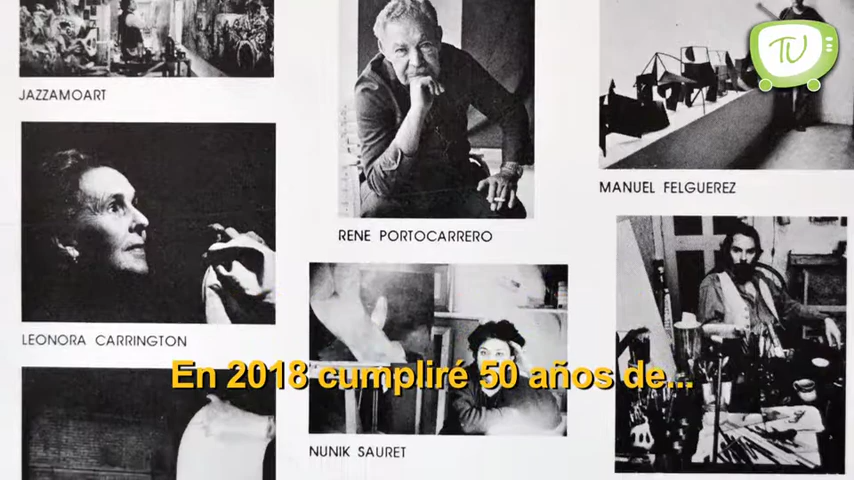 TV
JAZZAMOART
MANUEL FELGUEREZ
RENE PORTOCARRERO
LEONORA CARRINGTON
En 2018 cumpliré 50 años de...
NUNIK SAURET